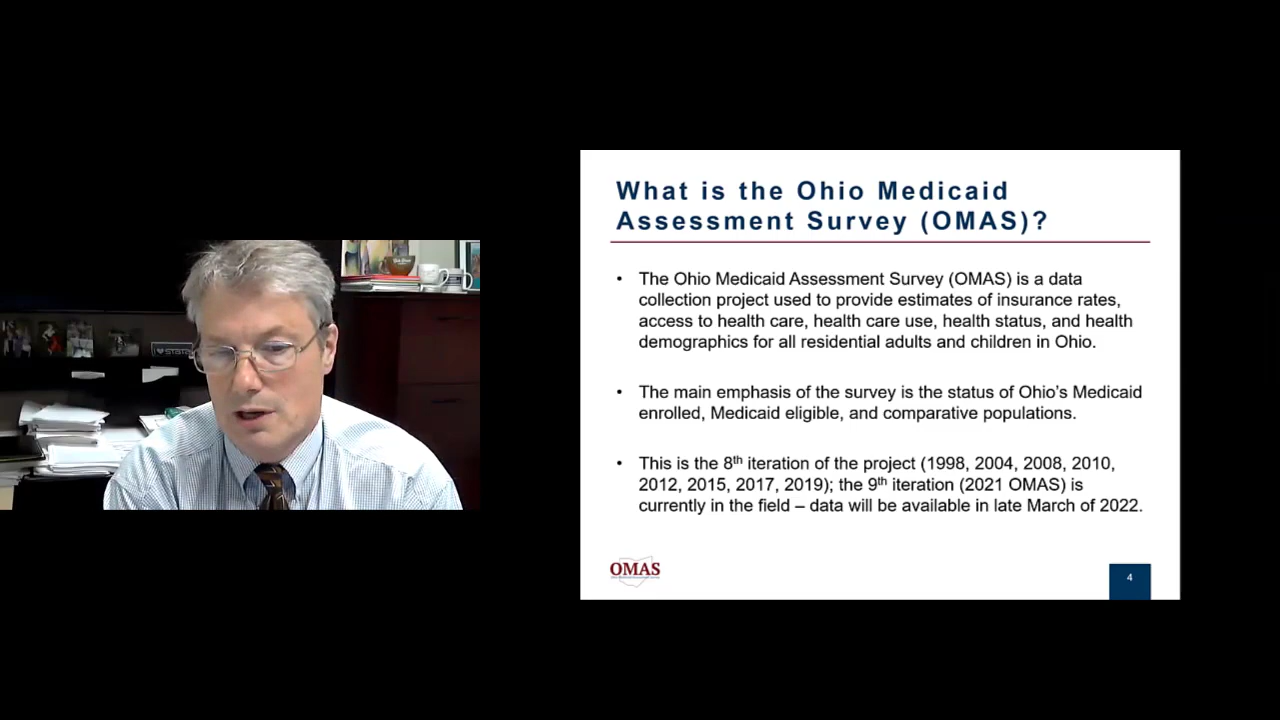 What is the Ohio Medicaid
Assessment Survey (OMAS)?
• The Ohio Medicaid Assessment Survey (OMAS) is a data
collection project used to provide estimates of insurance rates,
access to health care, health care use, health status, and health
demographics for all residential adults and children in Ohio.
• The main emphasis of the survey is the status of Ohio's Medicaid
enrolled, Medicaid eligible, and comparative populations.
• This is the 8th iteration of the project (1998, 2004, 2008, 2010,
2012, 2015, 2017, 2019); the 9th iteration (2021 OMAS) is
currently in the field – data will be available in late March of 2022.
OMAS
4